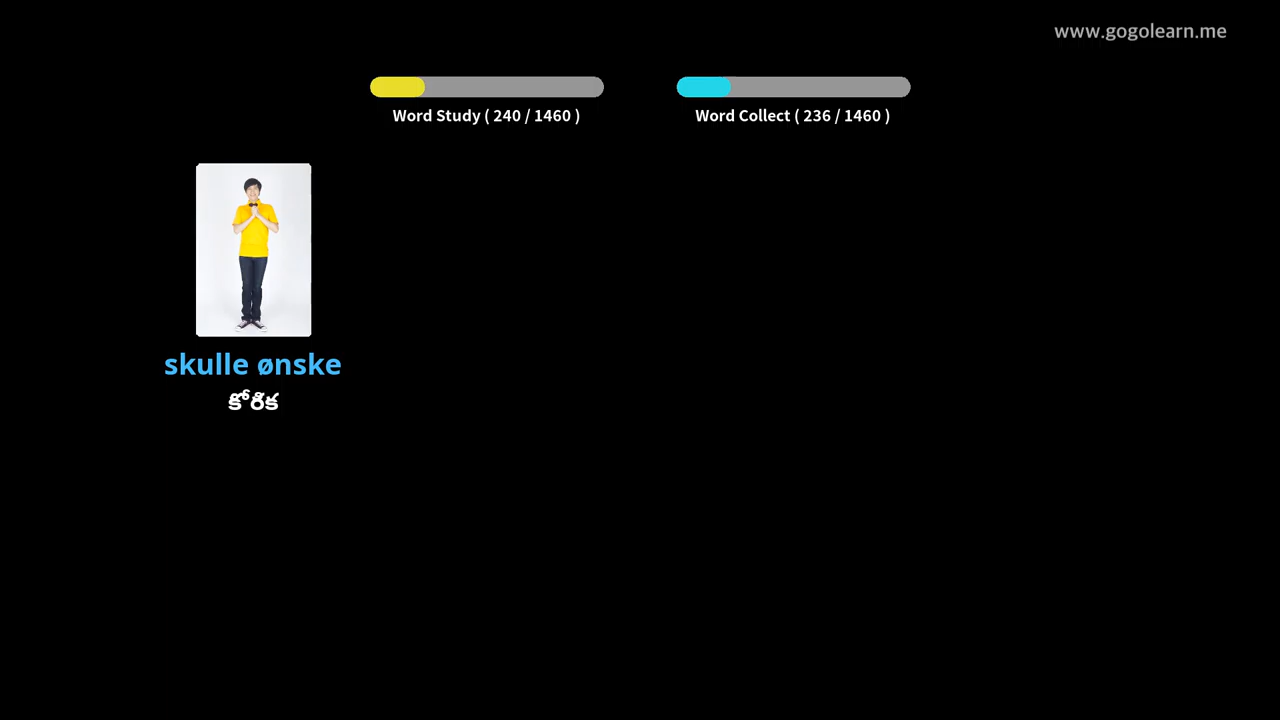 www.gogolearn.me
Word Study ( 240 / 1460 )
Word Collect ( 236 / 1460 )
skulle ønske
కోరిక